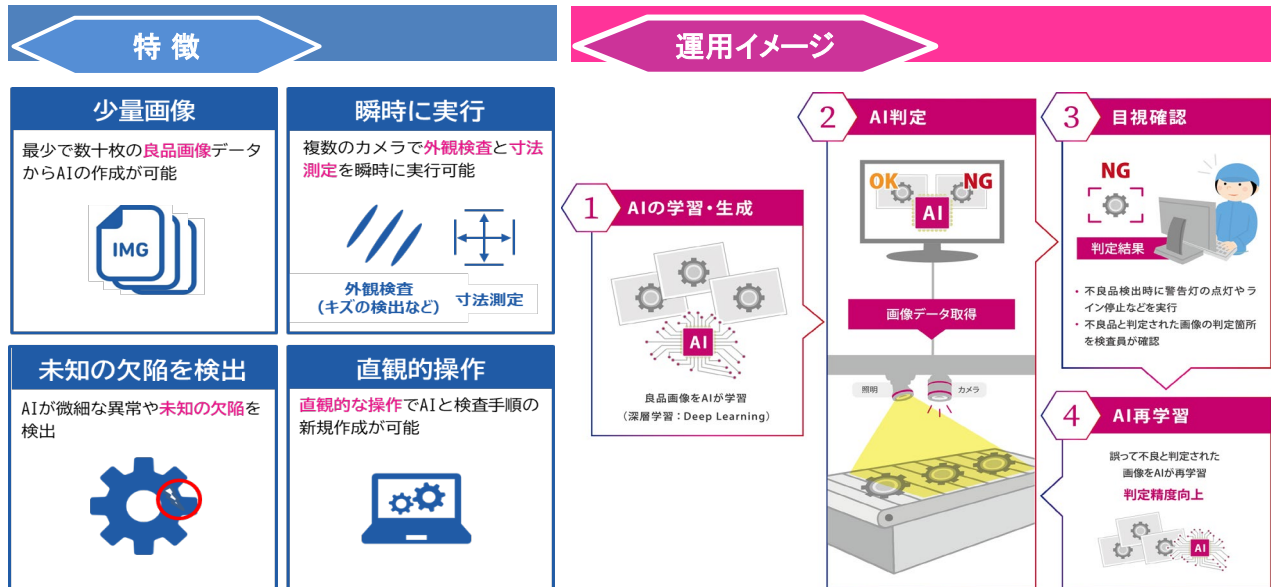 特 徴
少量画像
最少で数十枚の良品画像データ
からAIの作成が可能
IMG
瞬時に実行
複数のカメラで外観検査と寸法
測定を瞬時に実行可能
外観検査
(キズの検出など)
寸法測定
未知の欠陥を検出
AIが微細な異常や未知の欠陥を
検出
直観的操作
直観的な操作でAIと検査手順の
新規作成が可能
運用イメージ
1
AIの学習・生成
AI
良品画像をAIが学習
（深層学習：Deep Learning）
2
AI判定
OK
NG
AI
画像データ取得
照明
カメラ
3
目視確認
NG
判定結果
・不良品検出時に警告灯の点灯やラ
イン停止などを実行
・不良品と判定された画像の判定箇所
を検査員が確認
4
AI再学習
誤って不良と判定された
画像をAIが再学習
判定精度向上
AI